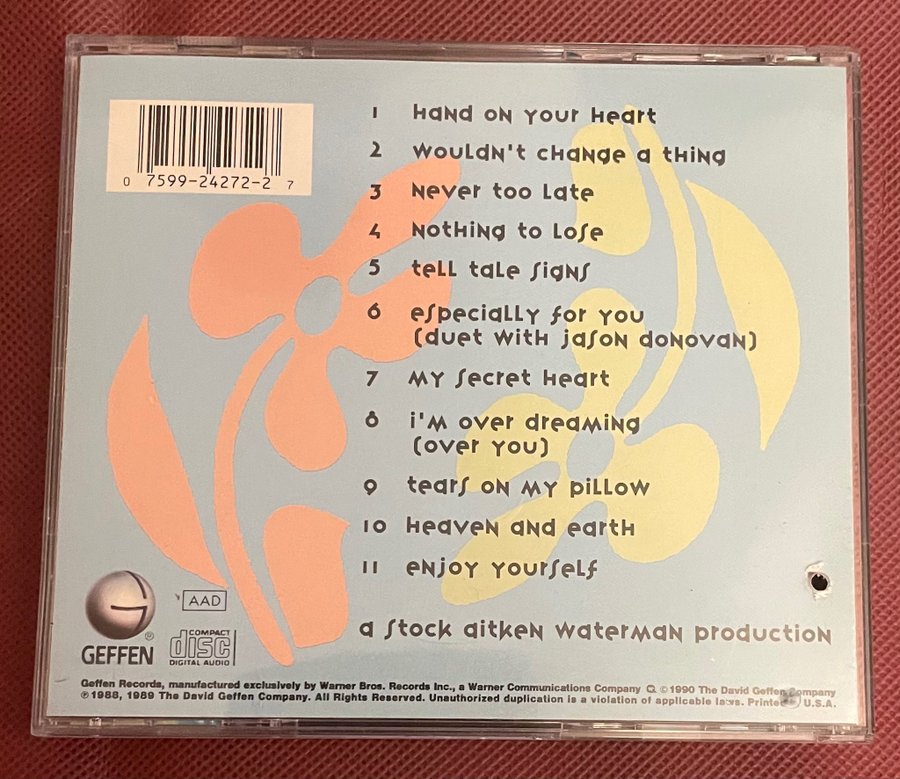 0 7599-24272-2 7
1 Hand on your Heart
2 wouldn't change a thing
3 Never too Late
4 Nothing to Lose
5 tell tale signs
6 especially for you
(duet with jason donovan)
7 My secret Heart
8 i'm over dreaming
(over you)
9 tears on my pillow
10 Heaven and earth
11 enjoy yourself
a stock aitken waterman production
G
®
GEFFEN
AAD
COMPACT
disc
DIGITAL AUDIO
Geffen Records, manufactured exclusively by Warner Bros. Records Inc., a Warner Communications Company ©1990 The David Geffen Company
℗1988, 1989 The David Geffen Company. All Rights Reserved. Unauthorized duplication is a violation of applicable laws. Printed U.S.A.